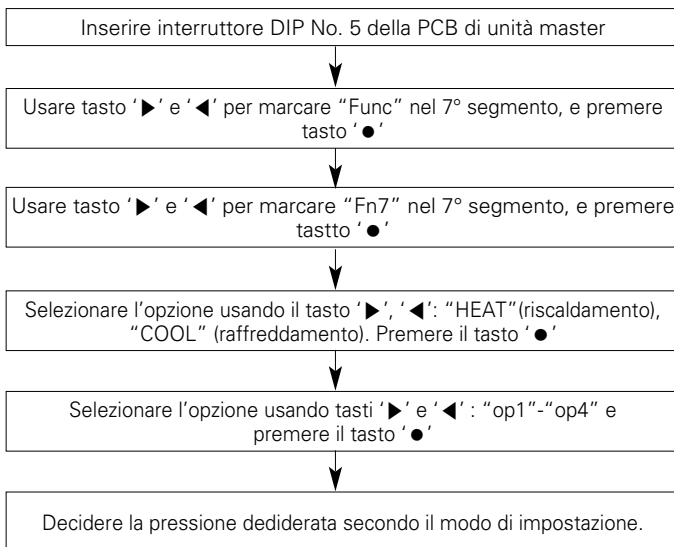 Inserire interruttore DIP No. 5 della PCB di unità master
Usare tasto ‘▶’ e ‘◀’ per marcare “Func” nel 7° segmento, e premere
tasto ‘●’
Usare tasto ‘▶’ e ‘◀’ per marcare “Fn7” nel 7° segmento, e premere
tastto ‘●’
Selezionare l’opzione usando il tasto ‘▶’, ‘◀’: “HEAT”(riscaldamento),
“COOL” (raffreddamento). Premere il tasto ‘●’
Selezionare l’opzione usando tasti ‘▶’ e ‘◀’ : “op1”-“op4” e
premere il tasto ‘●’
Decidere la pressione dediderata secondo il modo di impostazione.